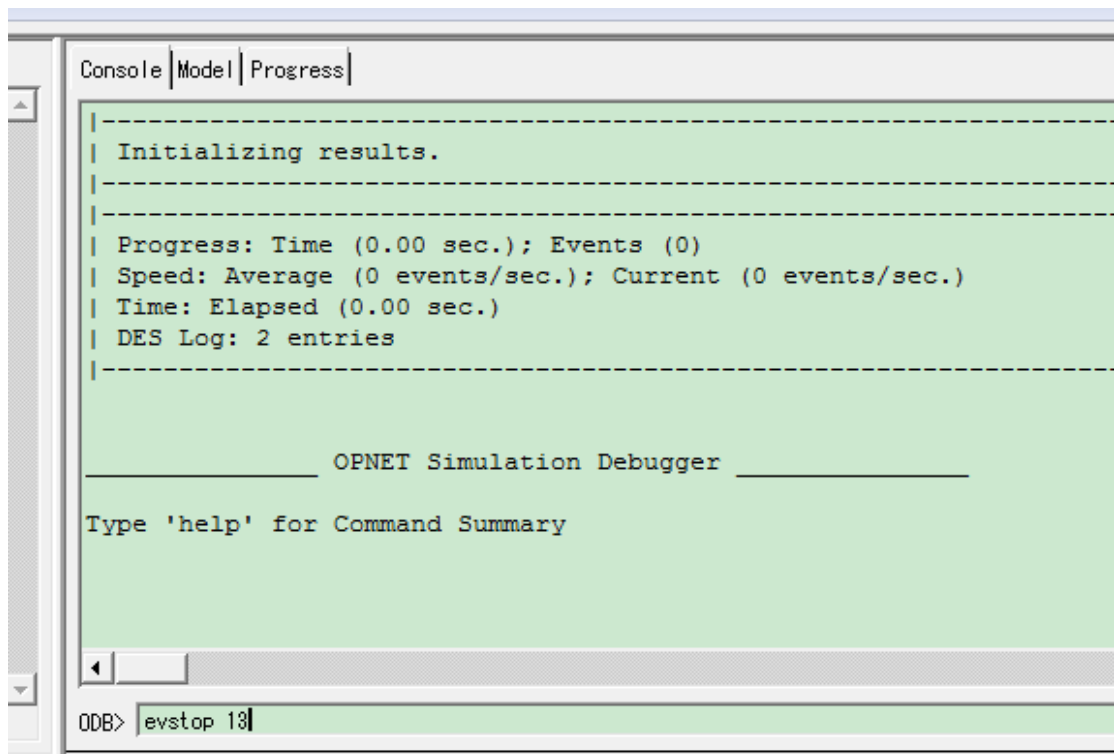 Console Model Progress
|------------------------------------------------------------------
| Initializing results.
|------------------------------------------------------------------
|------------------------------------------------------------------
| Progress: Time (0.00 sec.); Events (0)
| Speed: Average (0 events/sec.); Current (0 events/sec.)
| Time: Elapsed (0.00 sec.)
| DES Log: 2 entries
|------------------------------------------------------------------
_______________ OPNET Simulation Debugger _______________
Type 'help' for Command Summary
ODB> evstop 13